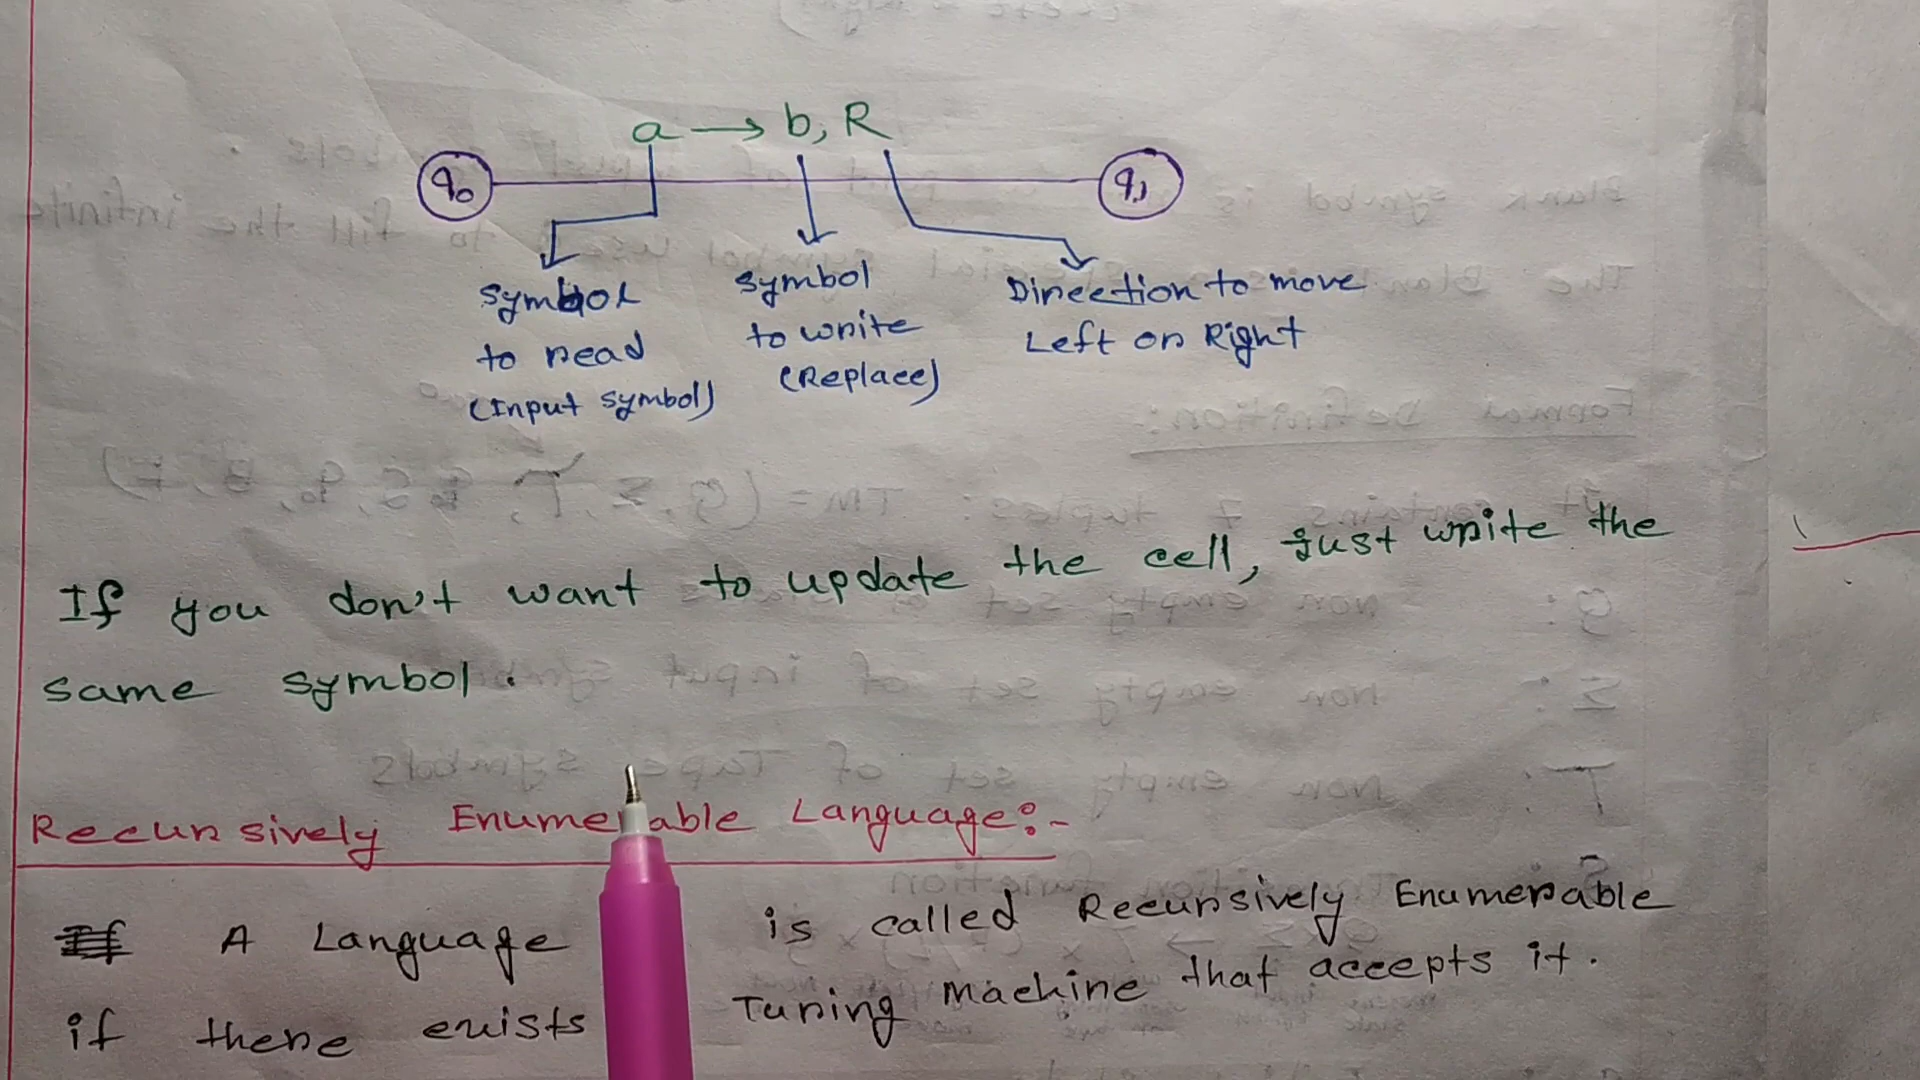 a → b, R
q0 q1
Symbol
to read
(Input symbol)
symbol
to write
(Replace)
Direction to move
Left or Right
If you don't want to update the cell, just write the
same symbol.
Recursively Enumerable Language:-
A Language is called Recursively Enumerable
if there exists Turing Machine that accepts it.